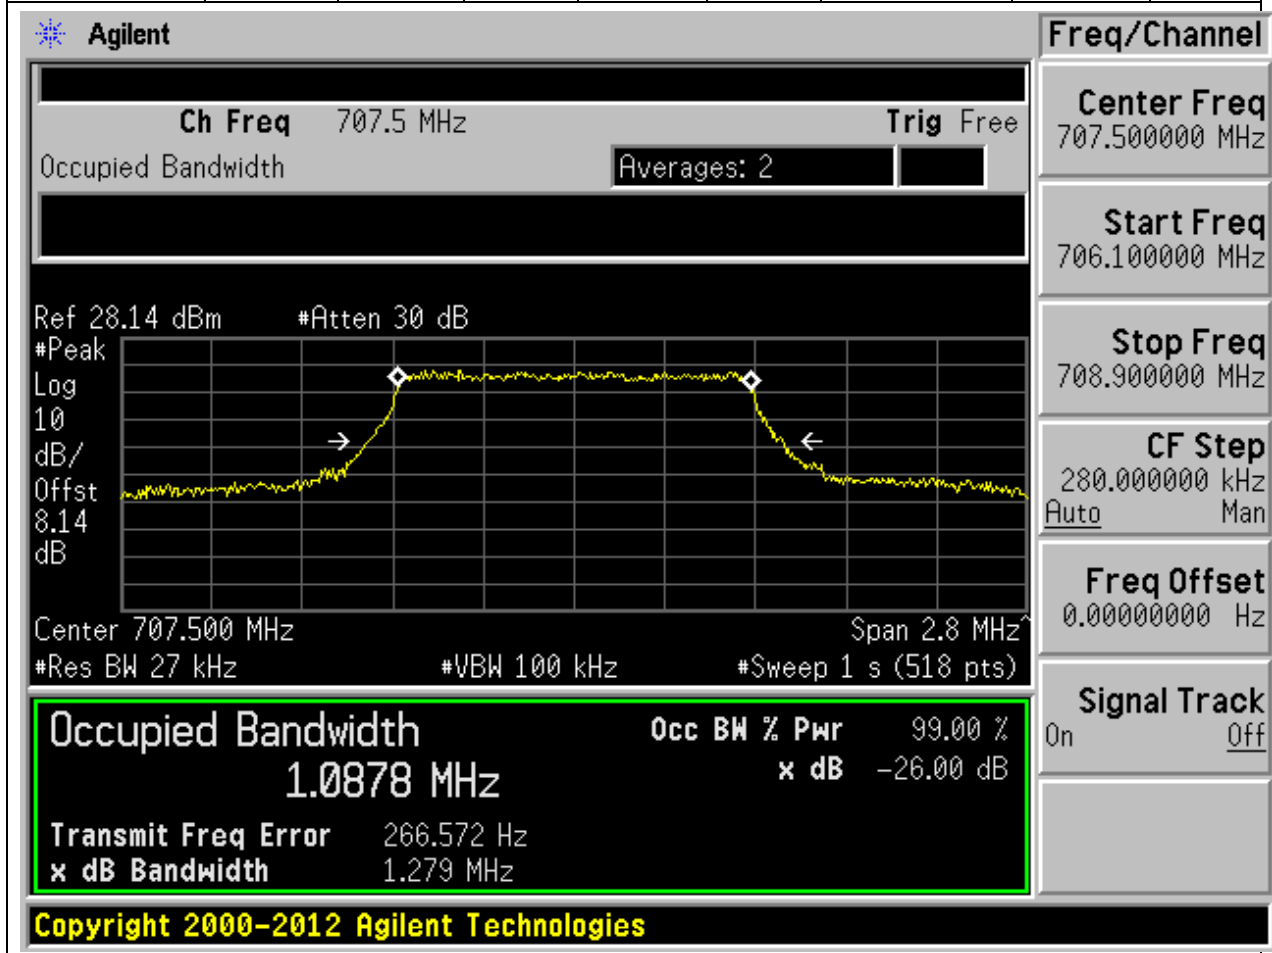 Agilent
Freq/Channel
Ch Freq 707.5 MHz Trig Free
Occupied Bandwidth Averages: 2
Ref 28.14 dBm #Atten 30 dB
#Peak
Log
10
dB/
Offst
8.14
dB
Center 707.500 MHz Span 2.8 MHz^
#Res BW 27 kHz #VBW 100 kHz #Sweep 1 s (518 pts)
Occupied Bandwidth Occ BW % Pwr 99.00 %
1.0878 MHz x dB -26.00 dB
Transmit Freq Error 266.572 Hz
x dB Bandwidth 1.279 MHz
Copyright 2000-2012 Agilent Technologies
Center Freq
707.500000 MHz
Start Freq
706.100000 MHz
Stop Freq
708.900000 MHz
CF Step
280.000000 kHz
Auto Man
Freq Offset
0.00000000 Hz
Signal Track
On Off